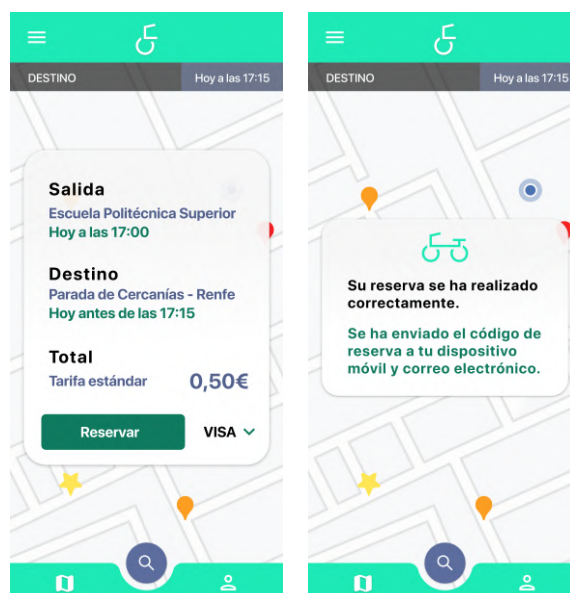 DESTINO
Hoy a las 17:15
Salida
Escuela Politécnica Superior
Hoy a las 17:00
Destino
Parada de Cercanías - Renfe
Hoy antes de las 17:15
Total
Tarifa estándar
0,50€
Reservar
VISA
DESTINO
Hoy a las 17:15
Su reserva se ha realizado
correctamente.
Se ha enviado el código de
reserva a tu dispositivo
móvil y correo electrónico.